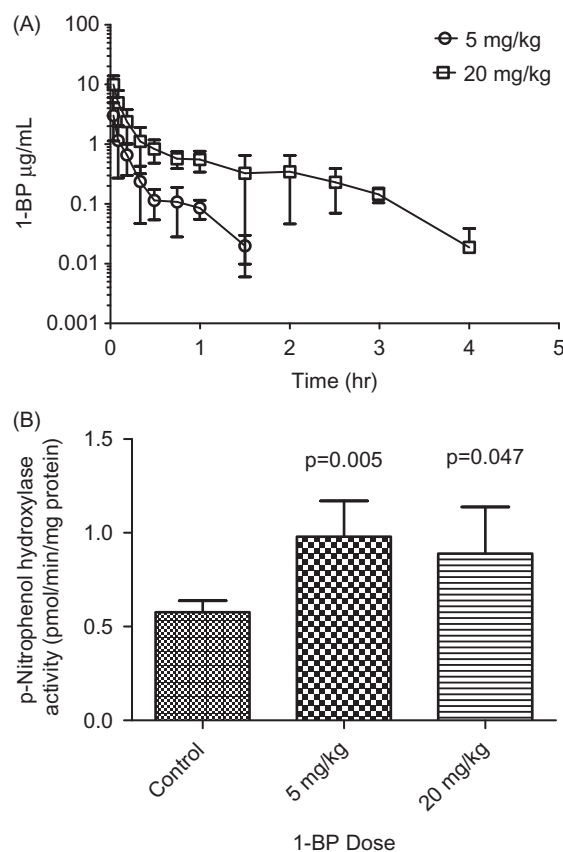 (A)
100
10
1
0.1
0.01
0.001
1-BP μg/mL
5 mg/kg
20 mg/kg
0 1 2 3 4 5
Time (hr)
(B)
1.5
1.0
0.5
0.0
p-Nitrophenol hydroxylase
activity (pmol/min/mg protein)
p=0.005
p=0.047
Control
5 mg/kg
20 mg/kg
1-BP Dose